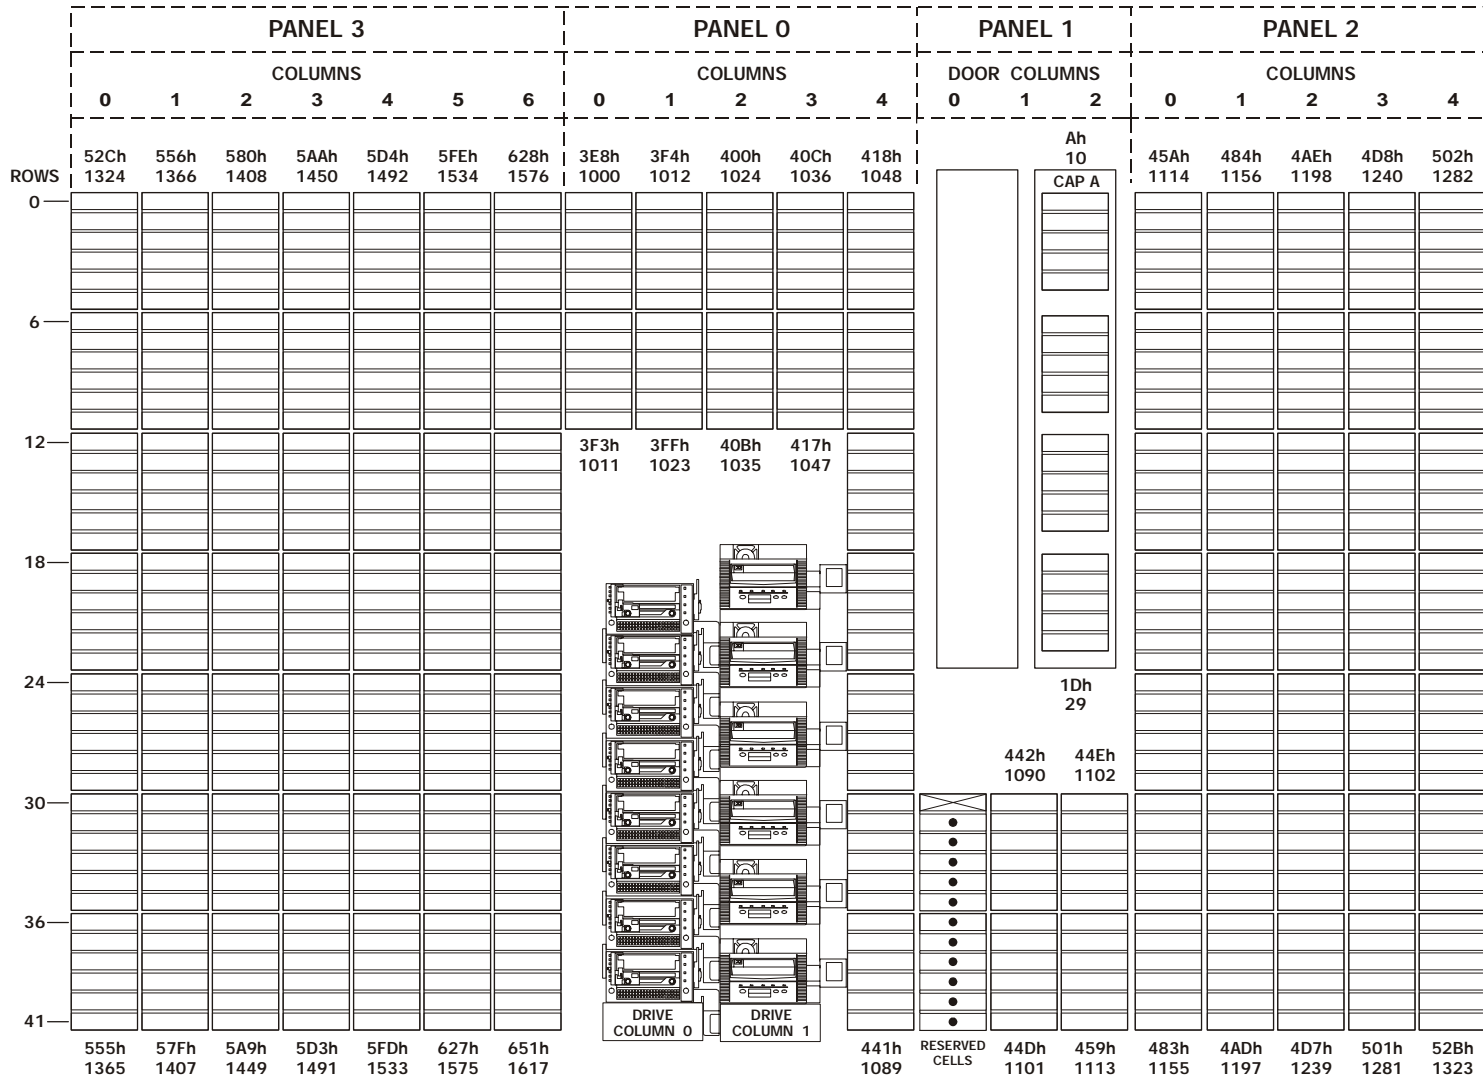 PANEL 3 PANEL 0 PANEL 1 PANEL 2
COLUMNS COLUMNS DOOR COLUMNS COLUMNS
0 1 2 3 4 5 6 0 1 2 3 4 0 1 2 0 1 2 3 4
Ah
10
52Ch 556h 580h 5AAh 5D4h 5FEh 628h 3E8h 3F4h 400h 40Ch 418h 45Ah 484h 4AEh 4D8h 502h
ROWS 1324 1366 1408 1450 1492 1534 1576 1000 1012 1024 1036 1048 1114 1156 1198 1240 1282
CAP A
0
6
12
3F3h 3FFh 40Bh 417h
1011 1023 1035 1047
18
24
1Dh
29
442h 44Eh
1090 1102
30
36
41
DRIVE COLUMN 0
DRIVE COLUMN 1
RESERVED CELLS
555h 57Fh 5A9h 5D3h 5FDh 627h 651h 441h 44Dh 459h 483h 4ADh 4D7h 501h 52Bh
1365 1407 1449 1491 1533 1575 1617 1089 1101 1113 1155 1197 1239 1281 1323